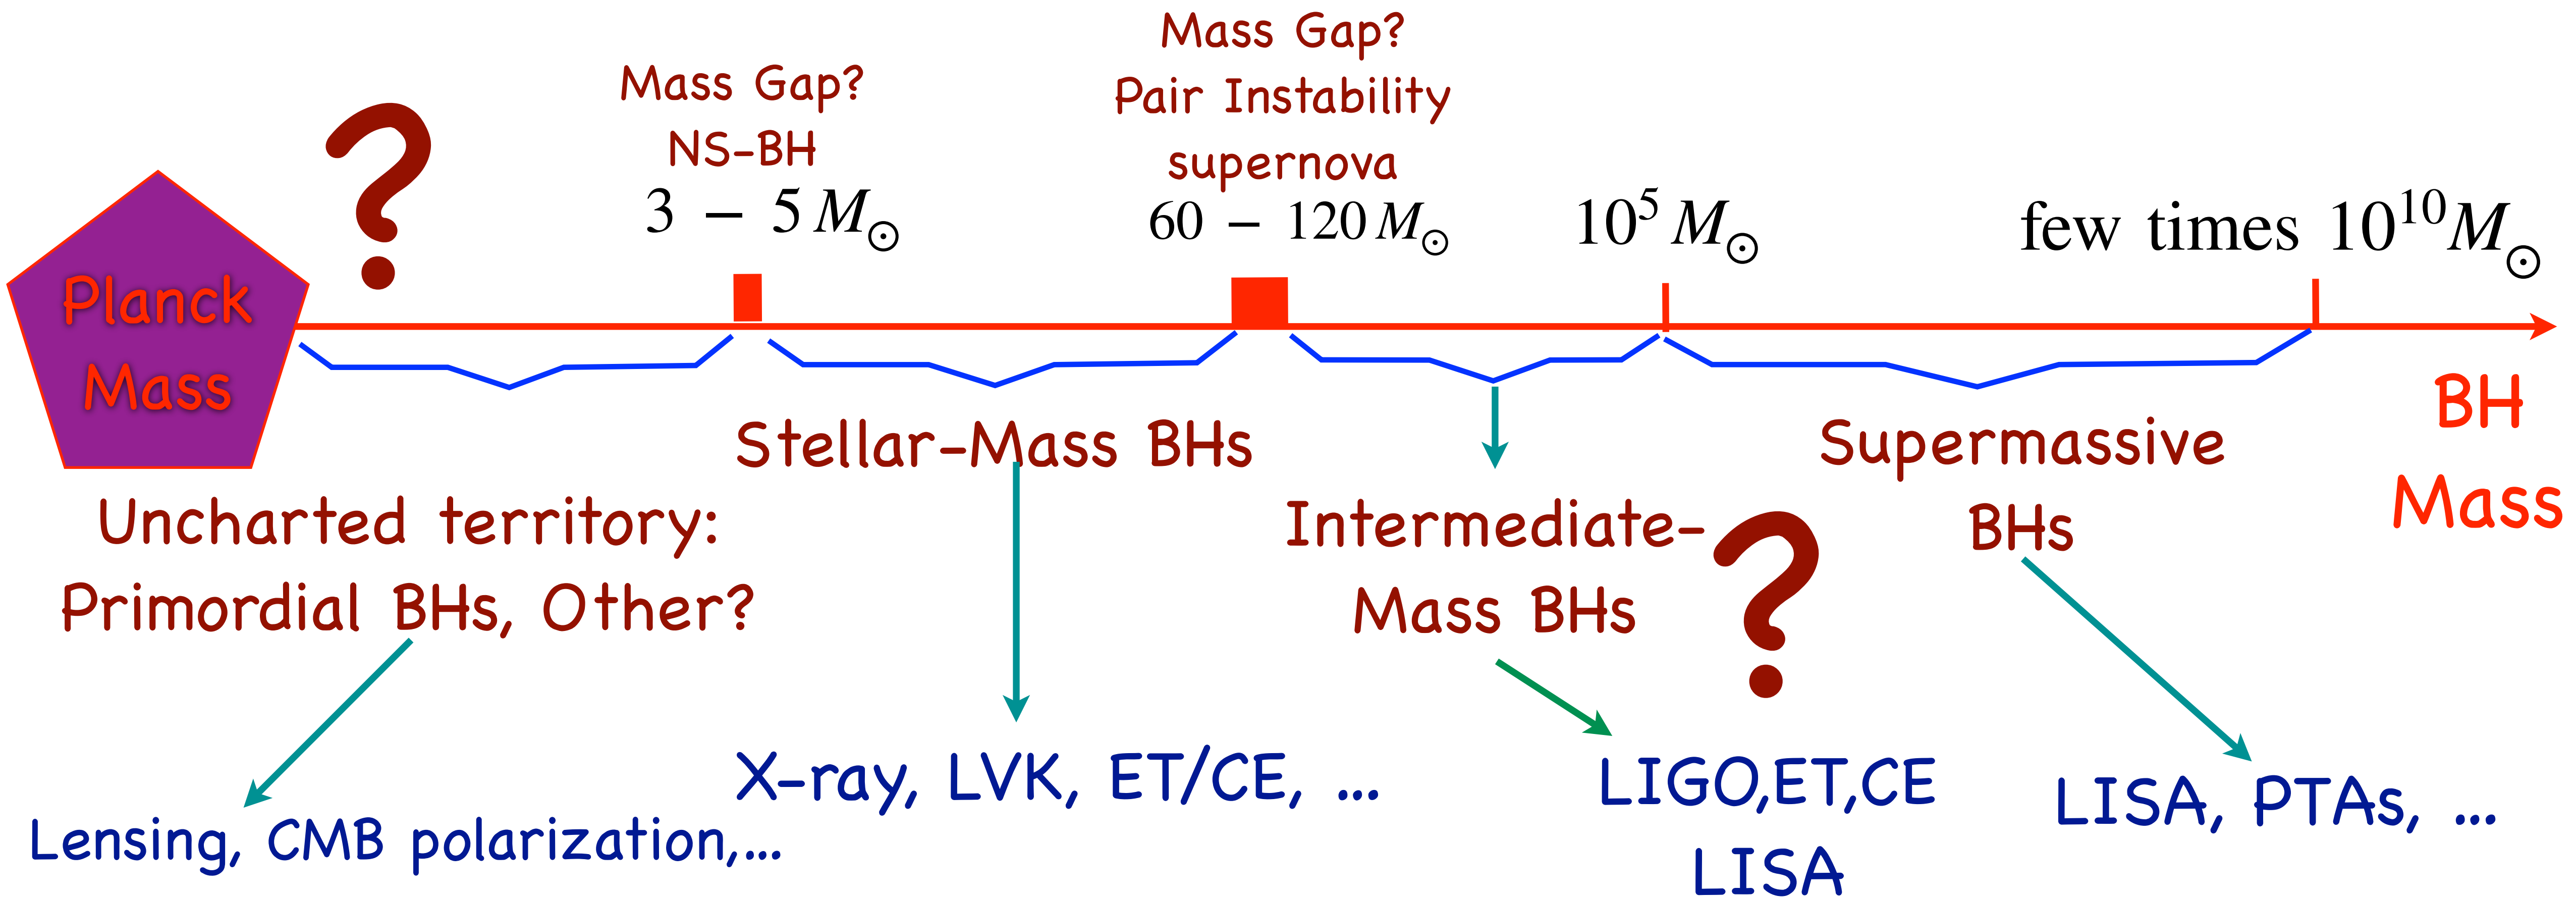 Mass Gap?
Pair Instability
supernova
60 – 120 M⊙
Mass Gap?
NS-BH
3 – 5 M⊙
?
10⁵ M⊙
few times 10¹⁰M⊙
Planck
Mass
BH
Mass
Stellar-Mass BHs
Supermassive
BHs
Uncharted territory:
Primordial BHs, Other?
Intermediate-
Mass BHs
?
X-ray, LVK, ET/CE, ...
LIGO,ET,CE
LISA
LISA, PTAs, ...
Lensing, CMB polarization,...